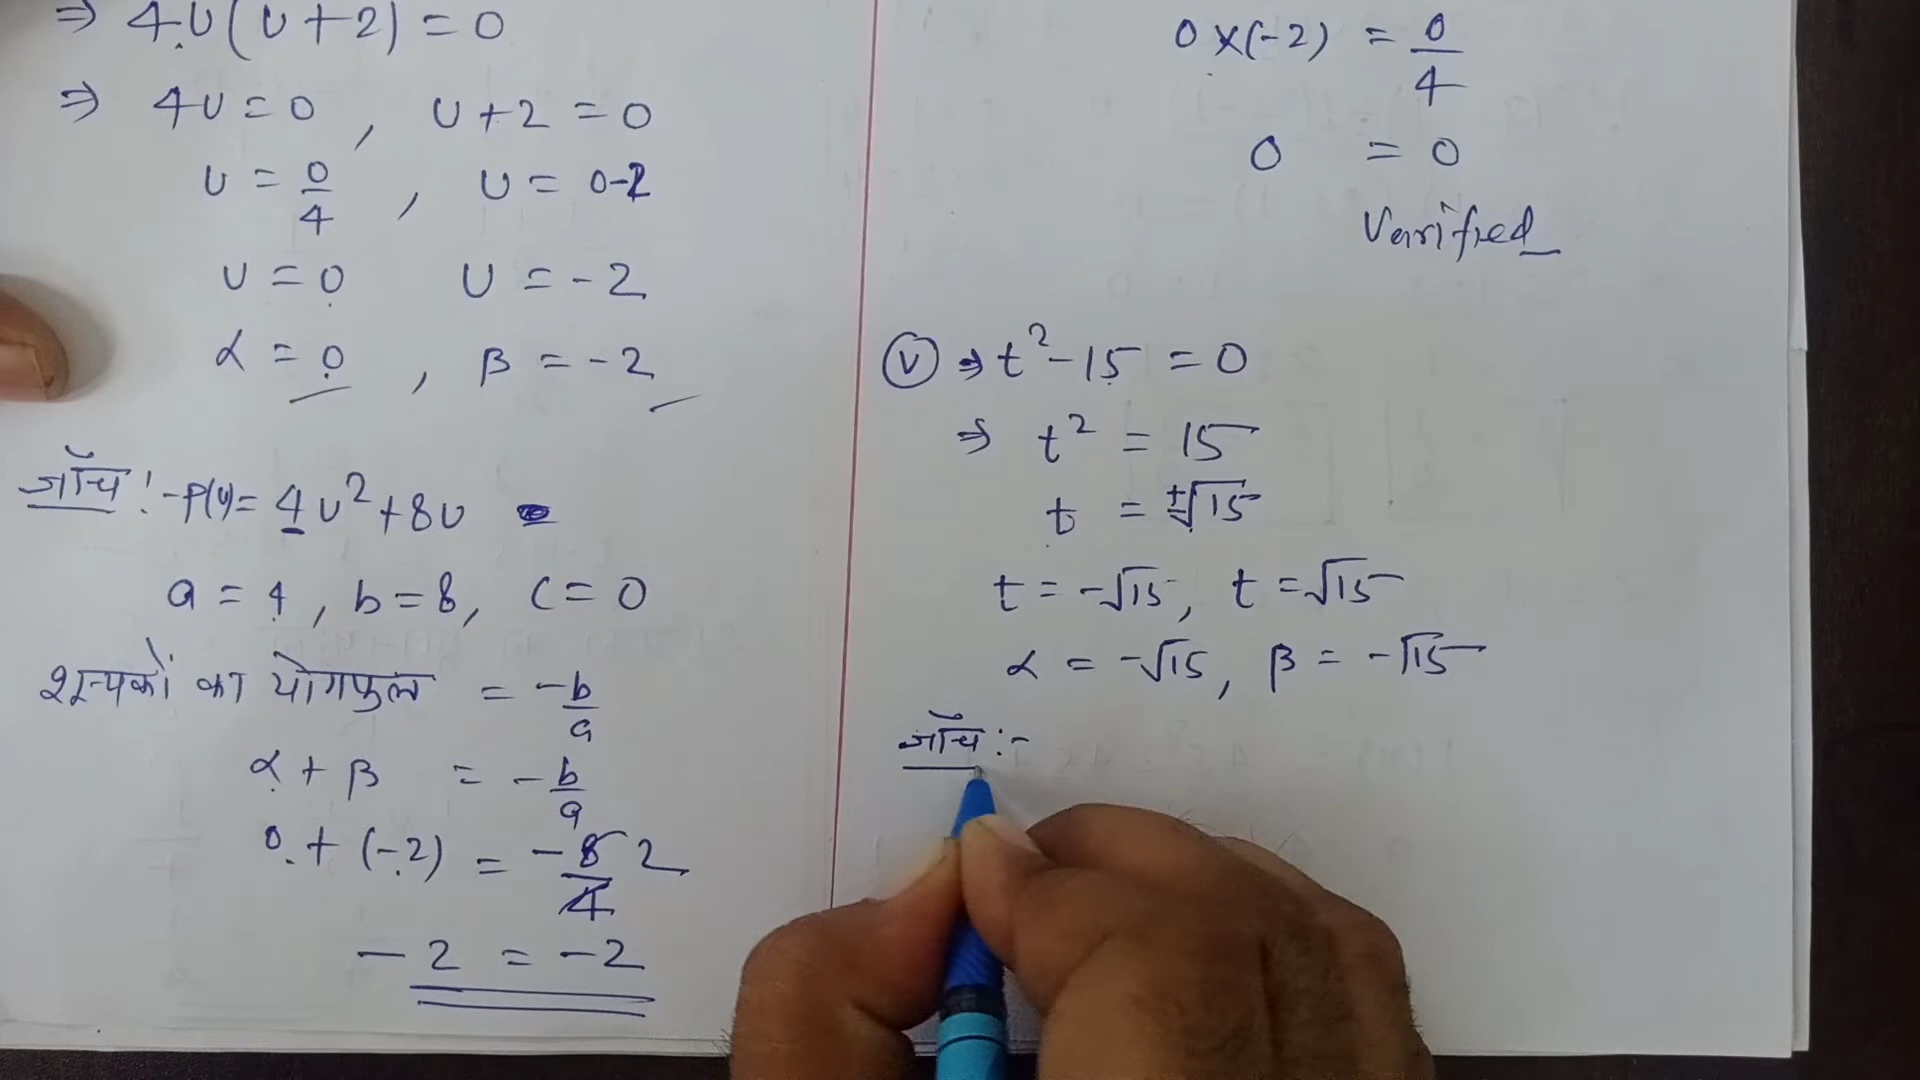 ⇒ 4u(u+2) = 0
⇒ 4u = 0 , u+2 = 0
u = 0/4 , u = 0-2
u = 0 u = -2
α = 0 , β = -2
जाँच :- P(u) = 4u²+8u
a = 4 , b = 8, c = 0
शून्यकों का योगफल = -b/a
α + β = -b/a
0 + (-2) = -8/4 2
-2 = -2
0×(-2) = 0/4
0 = 0
Varified
(v) ⇒ t²-15 = 0
⇒ t² = 15
t = ±√15
t = -√15, t = √15
α = -√15, β = -√15
जाँच :-